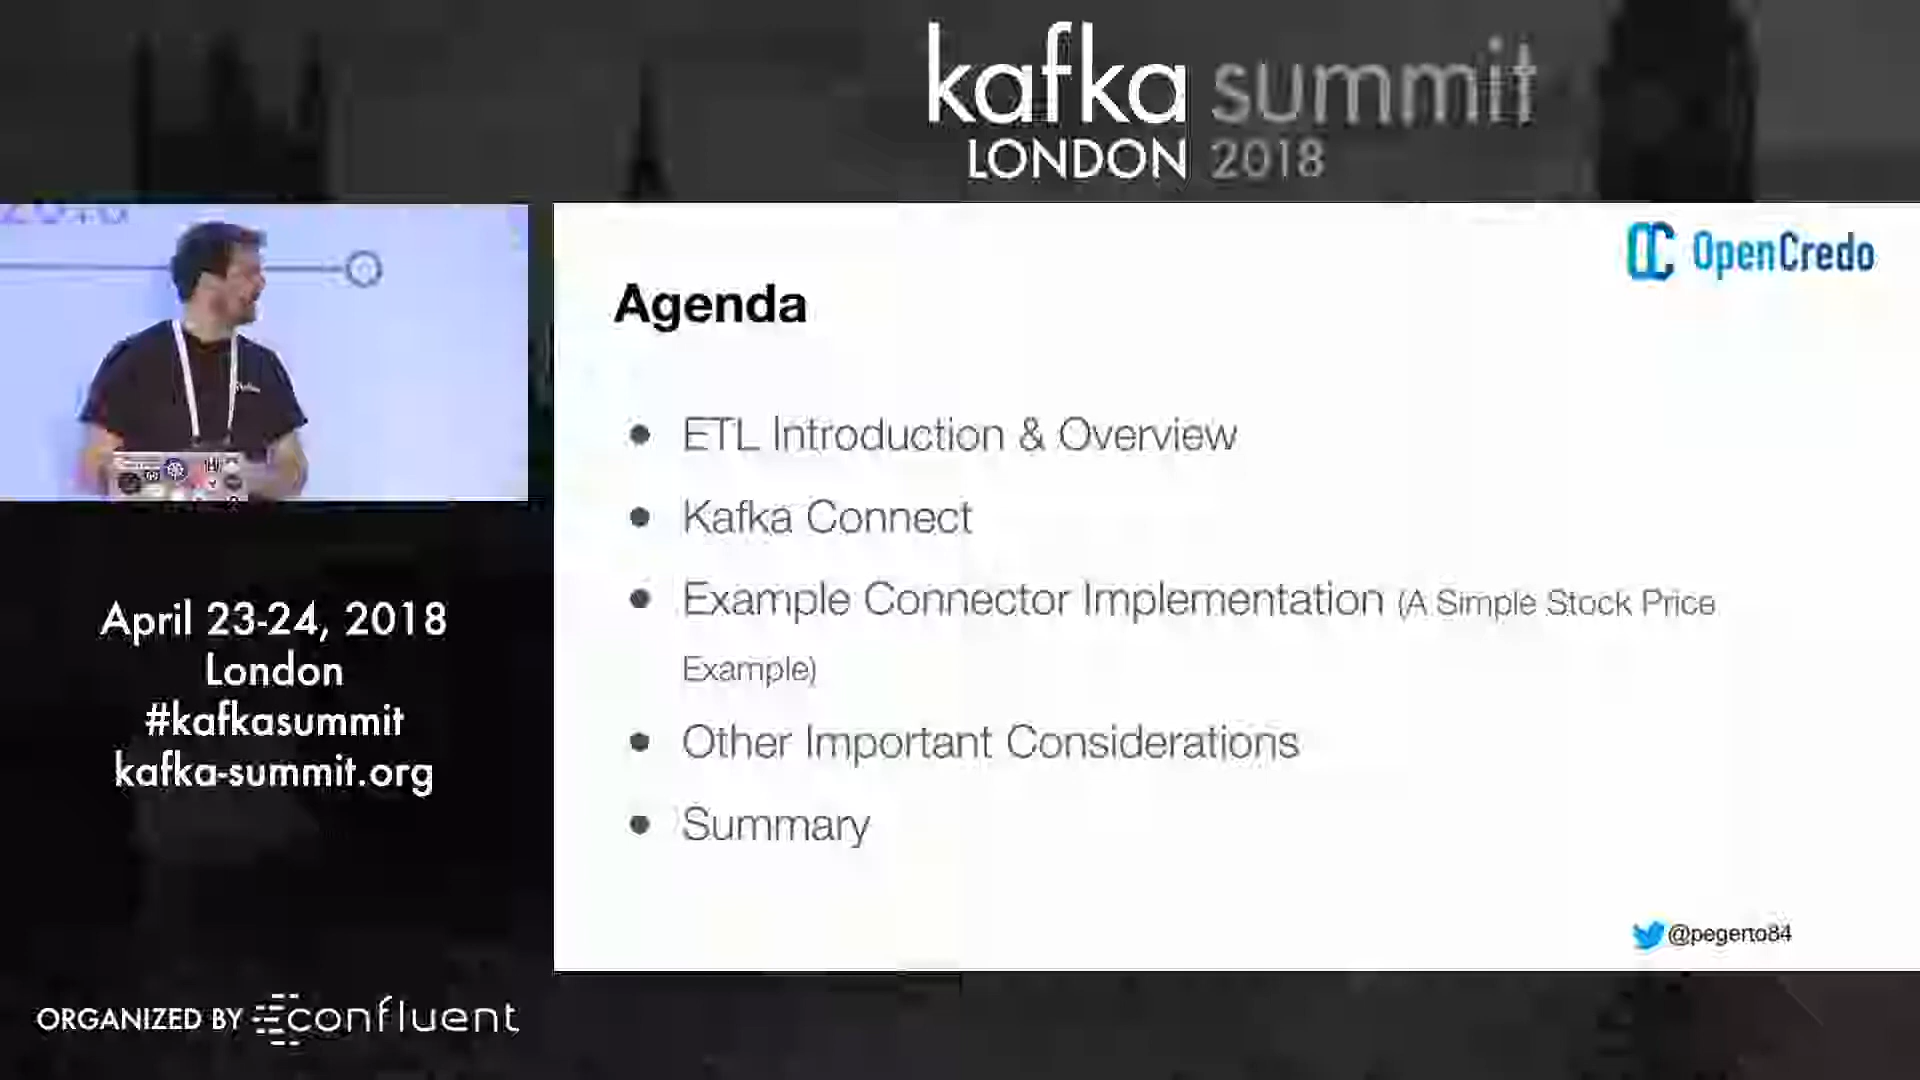 kafka summit
LONDON 2018
OpenCredo
Agenda
ETL Introduction & Overview
Kafka Connect
Example Connector Implementation (A Simple Stock Price
Example)
Other Important Considerations
Summary
@pegerto84
April 23-24, 2018
London
#kafkasummit
kafka-summit.org
ORGANIZED BY confluent